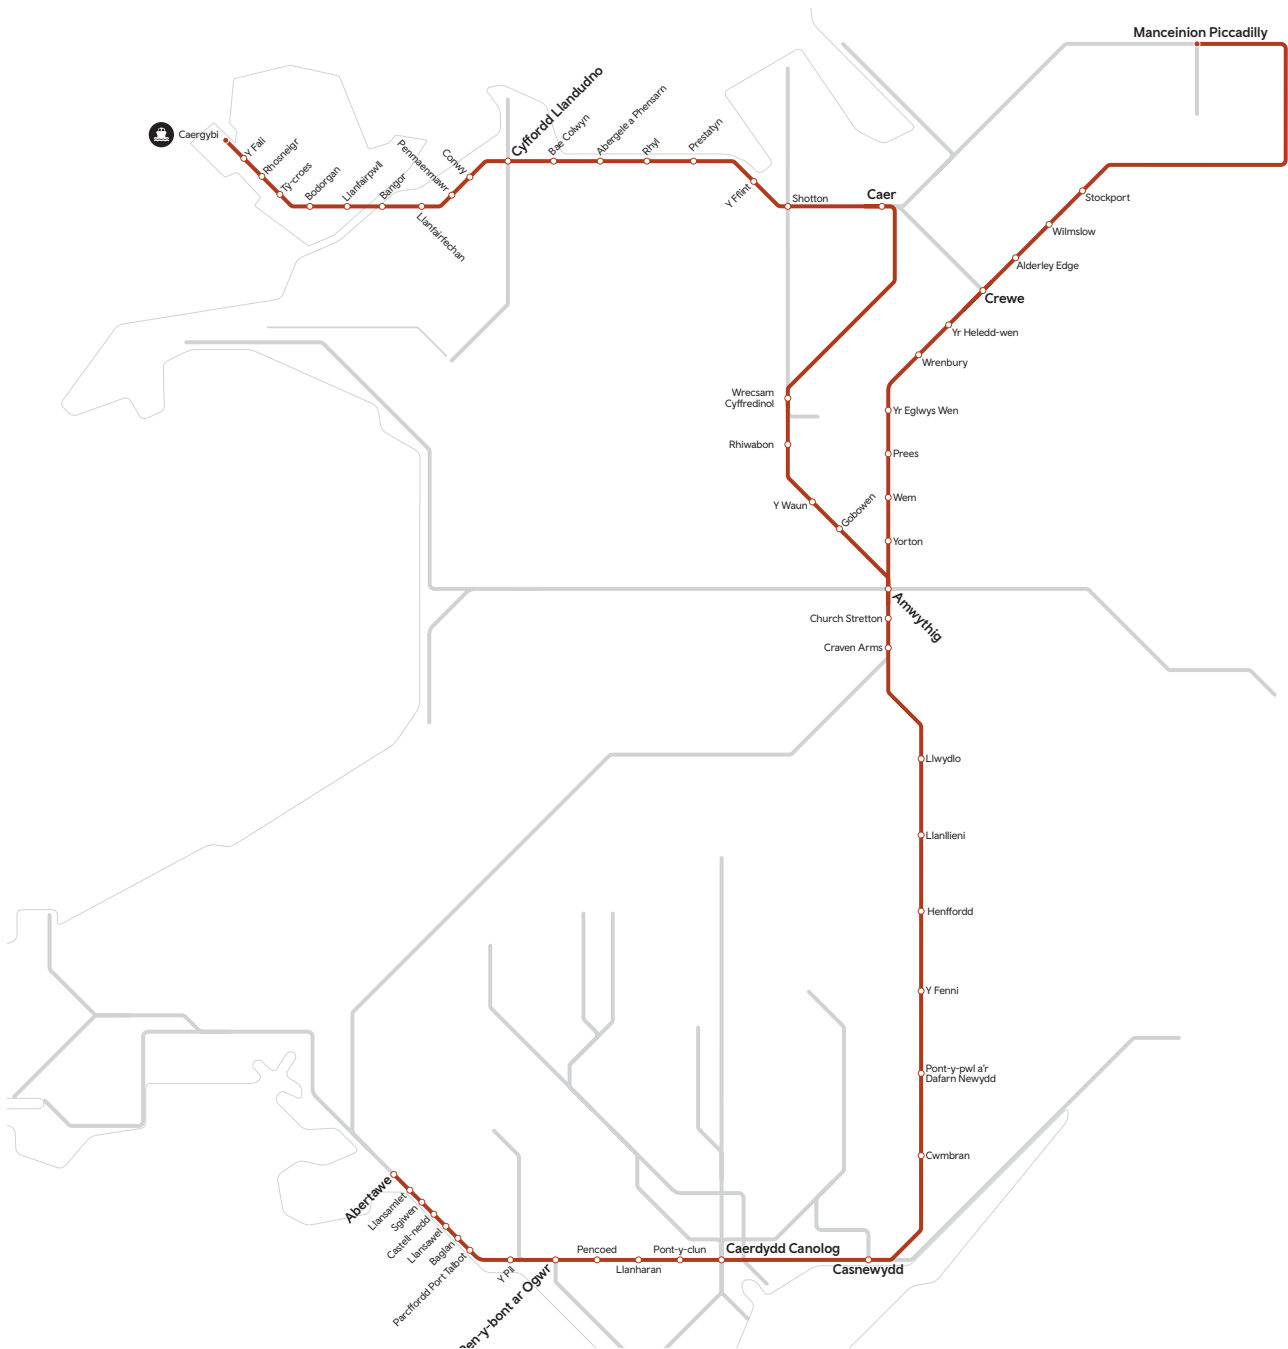 Manceinion Piccadilly
Caergybi
Y Fali
Rhosneigr
Tŷ-croes
Bodorgan
Llanfairpwll
Bangor
Llanfairfechan
Penmaenmawr
Conwy
Cyffordd Llandudno
Bae Colwyn
Abergele a Phensarn
Rhyl
Prestatyn
Y Fflint
Shotton
Caer
Stockport
Wilmslow
Alderley Edge
Crewe
Yr Heledd-wen
Wrenbury
Wrecsam
Cyffredinol
Yr Eglwys Wen
Rhiwabon
Prees
Y Waun
Gobowen
Wem
Yorton
Amwythig
Church Stretton
Craven Arms
Llwydlo
Llanllieni
Henffordd
Y Fenni
Pont-y-pwl a'r
Dafarn Newydd
Cwmbran
Abertawe
Llansamlet
Sgiwen
Castell-nedd
Llansawel
Baglan
Parcffordd Port Talbot
Y Pîl
Pen-y-bont ar Ogwr
Pencoed
Llanharan
Pont-y-clun
Caerdydd Canolog
Casnewydd